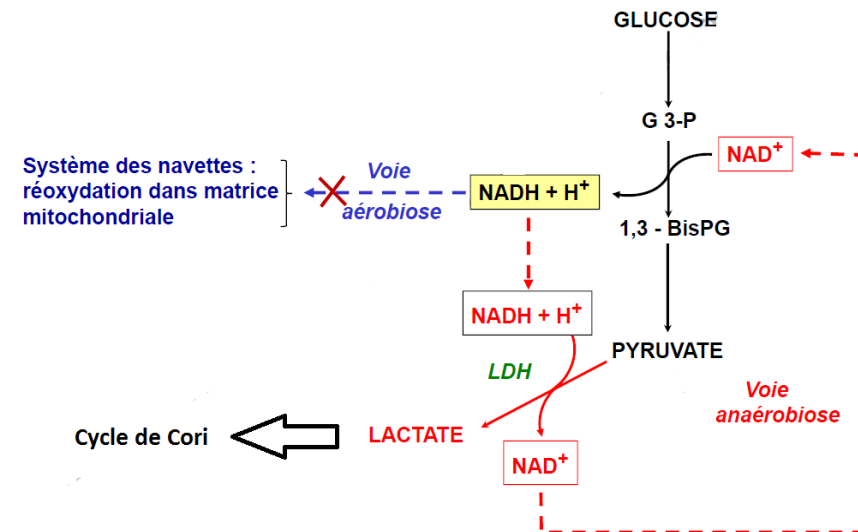 GLUCOSE
G 3-P
NAD+
Système des navettes :
réoxydation dans matrice
mitochondriale
Voie
aérobiose
NADH + H+
1,3 - BisPG
NADH + H+
PYRUVATE
LDH
Voie
anaérobiose
Cycle de Cori
LACTATE
NAD+